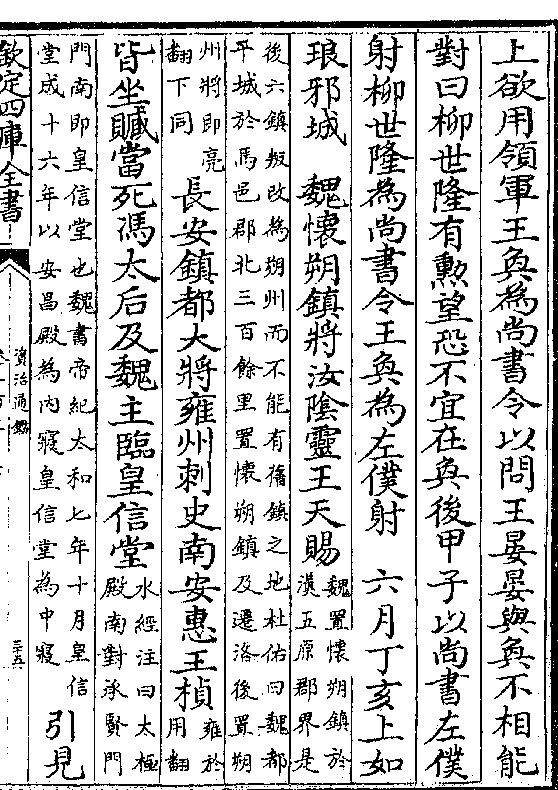 上欲用領軍王奐為尚書令以問王晏晏與奐不相能
對曰柳世隆有勲望恐不宜在奐後甲子以尚書左僕
射柳世隆為尚書令王奐為左僕射　六月丁亥上如
琅邪城　魏懷朔鎮將汝陰靈王天賜
魏置懷朔鎮於
漢五原郡界是
後六鎮叛改為朔州而不能有舊鎮之地杜佑曰魏都
平城於馬邑郡北三百餘里置懷朔鎮及遷洛後置朔
州將即亮
翻下同
長安鎮都大將雍州刺史南安惠王楨
雍於
用翻
皆坐贓當死馮太后及魏主臨皇信堂
水經注曰太極
殿南對承賢門
門南即皇信堂也魏書帝紀太和七年十月皇信
堂成十六年以安昌殿為内寢皇信堂為中寢
引見
欽定四庫全書
資治通鑑